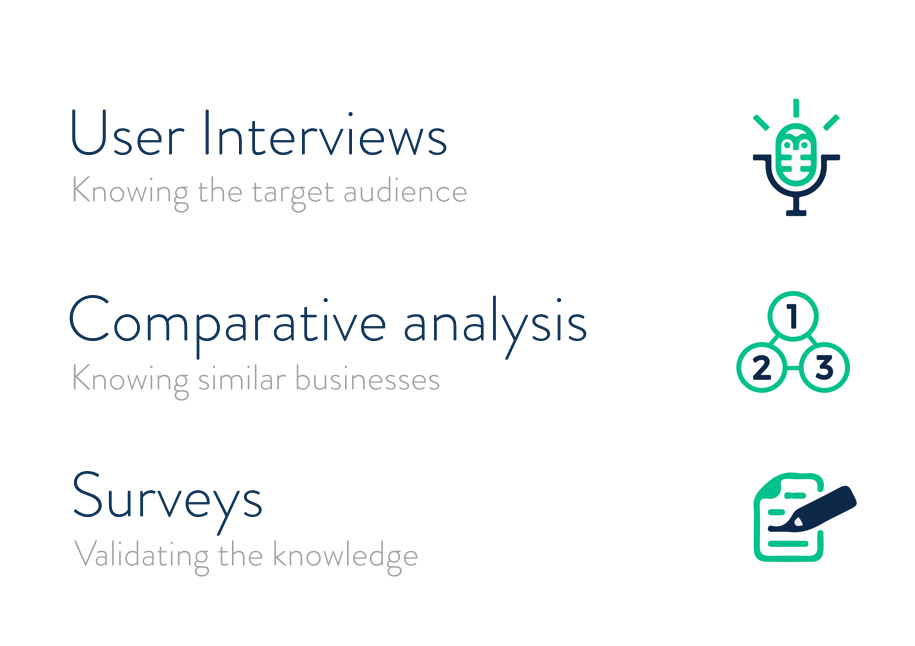 User Interviews
Knowing the target audience
Comparative analysis
Knowing similar businesses
1
2 3
Surveys
Validating the knowledge